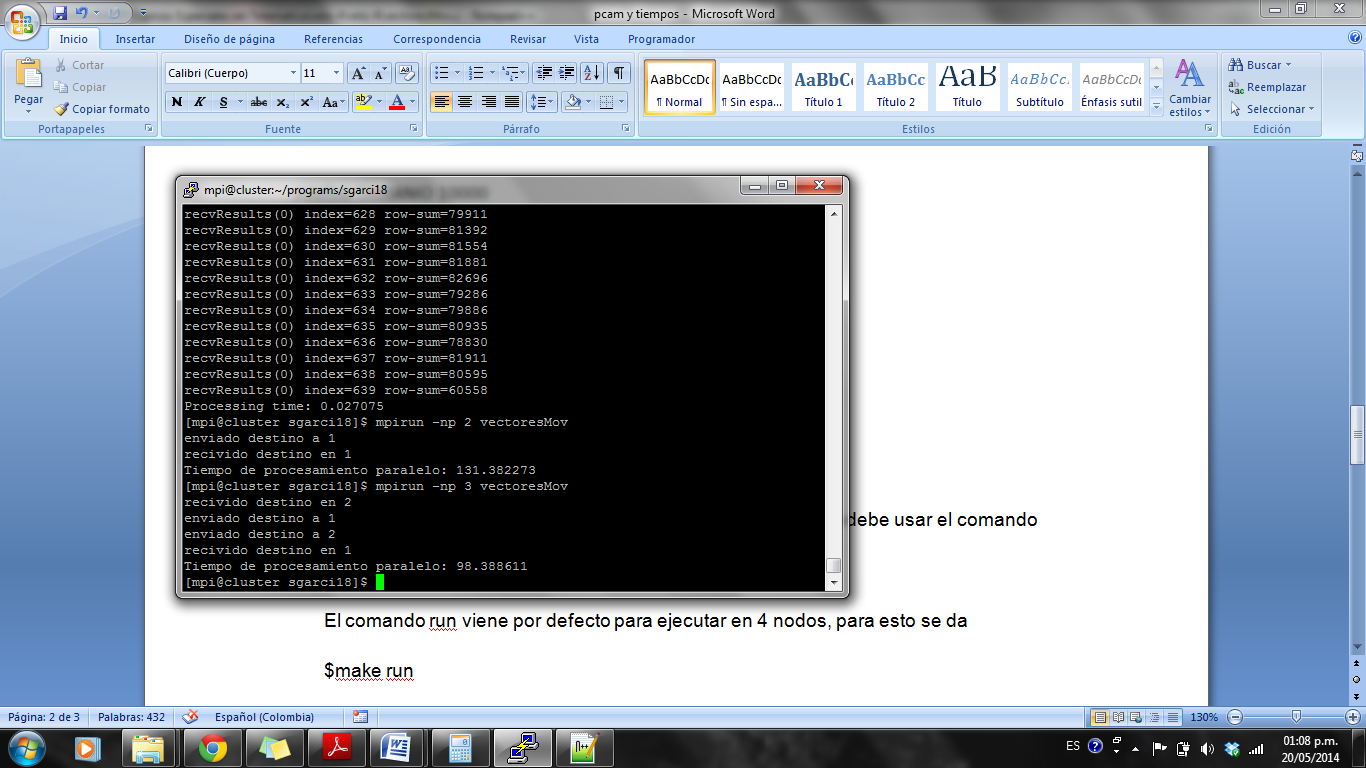 pcam y tiempos - Microsoft Word
Inicio Insertar Diseño de página Referencias Correspondencia Revisar Vista Programador
Pegar
Cortar
Copiar
Copiar formato
Portapapeles
Calibri (Cuerpo) 11
N K S abc x₂ x² Aa
Fuente
Párrafo
AaBbCcDc AaBbCcDc AaBbCc AaBbCc AaB AaBbCc. AaBbCcDc
¶ Normal ¶ Sin espa... Título 1 Título 2 Título Subtítulo Énfasis sutil
Cambiar estilos
Estilos
Buscar
Reemplazar
Seleccionar
Edición
mpi@cluster:~/programs/sgarci18
recvResults(0) index=628 row-sum=79911
recvResults(0) index=629 row-sum=81392
recvResults(0) index=630 row-sum=81554
recvResults(0) index=631 row-sum=81881
recvResults(0) index=632 row-sum=82696
recvResults(0) index=633 row-sum=79286
recvResults(0) index=634 row-sum=79886
recvResults(0) index=635 row-sum=80935
recvResults(0) index=636 row-sum=78830
recvResults(0) index=637 row-sum=81911
recvResults(0) index=638 row-sum=80595
recvResults(0) index=639 row-sum=60558
Processing time: 0.027075
[mpi@cluster sgarci18]$ mpirun -np 2 vectoresMov
enviado destino a 1
recivido destino en 1
Tiempo de procesamiento paralelo: 131.382273
[mpi@cluster sgarci18]$ mpirun -np 3 vectoresMov
recivido destino en 2
enviado destino a 1
enviado destino a 2
recivido destino en 1
Tiempo de procesamiento paralelo: 98.388611
[mpi@cluster sgarci18]$
debe usar el comando
El comando run viene por defecto para ejecutar en 4 nodos, para esto se da
$make run
Página: 2 de 3 Palabras: 432 Español (Colombia) 130%
ES 01:08 p.m.
20/05/2014